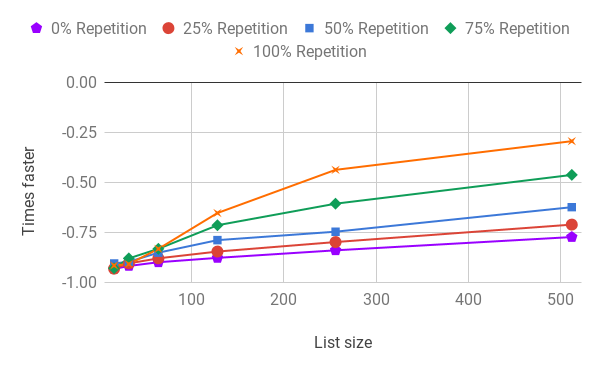 0% Repetition 25% Repetition 50% Repetition 75% Repetition
100% Repetition
0.00
-0.25
-0.50
-0.75
-1.00
Tlimes faster
100 200 300 400 500
List size